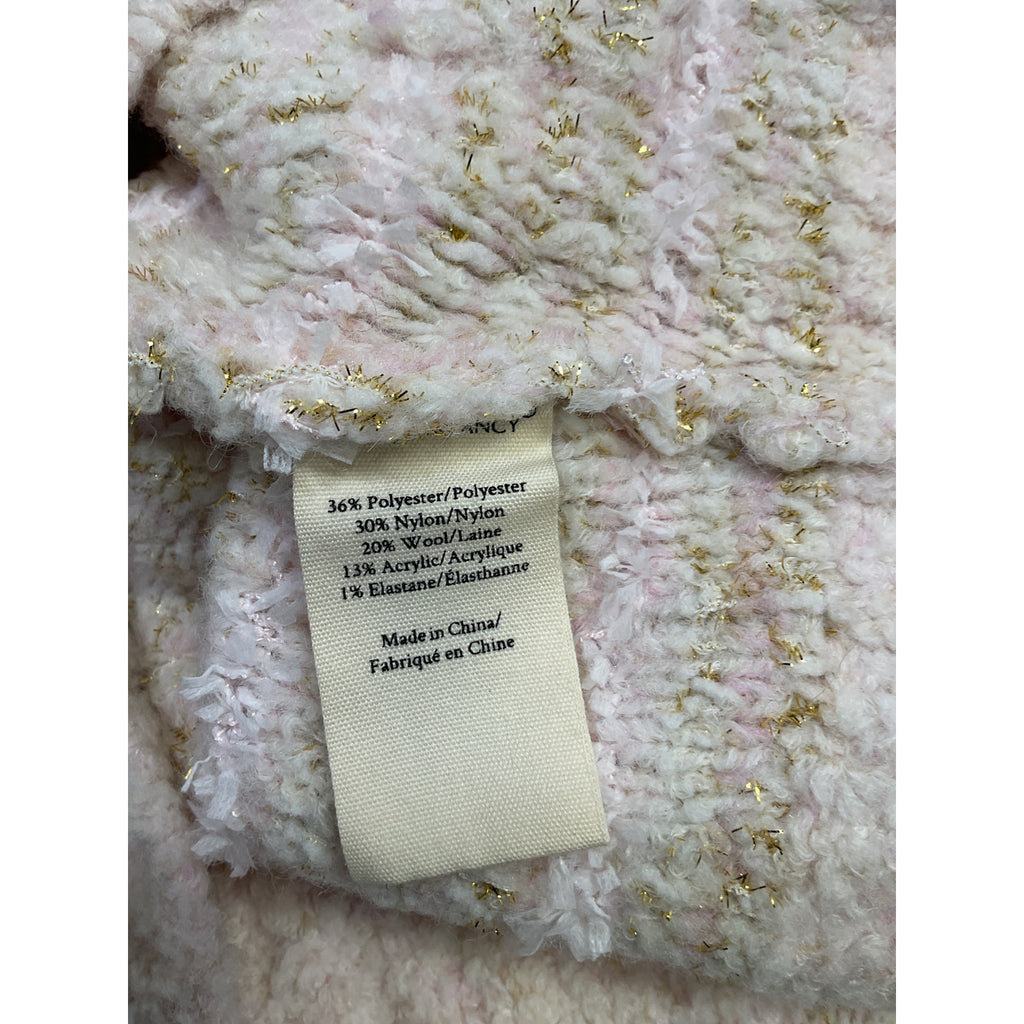 36% Polyester/Polyester
30% Nylon/Nylon
20% Wool/Laine
13% Acrylic/Acrylique
1% Elastane/Élasthanne
Made in China/
Fabriqué en Chine